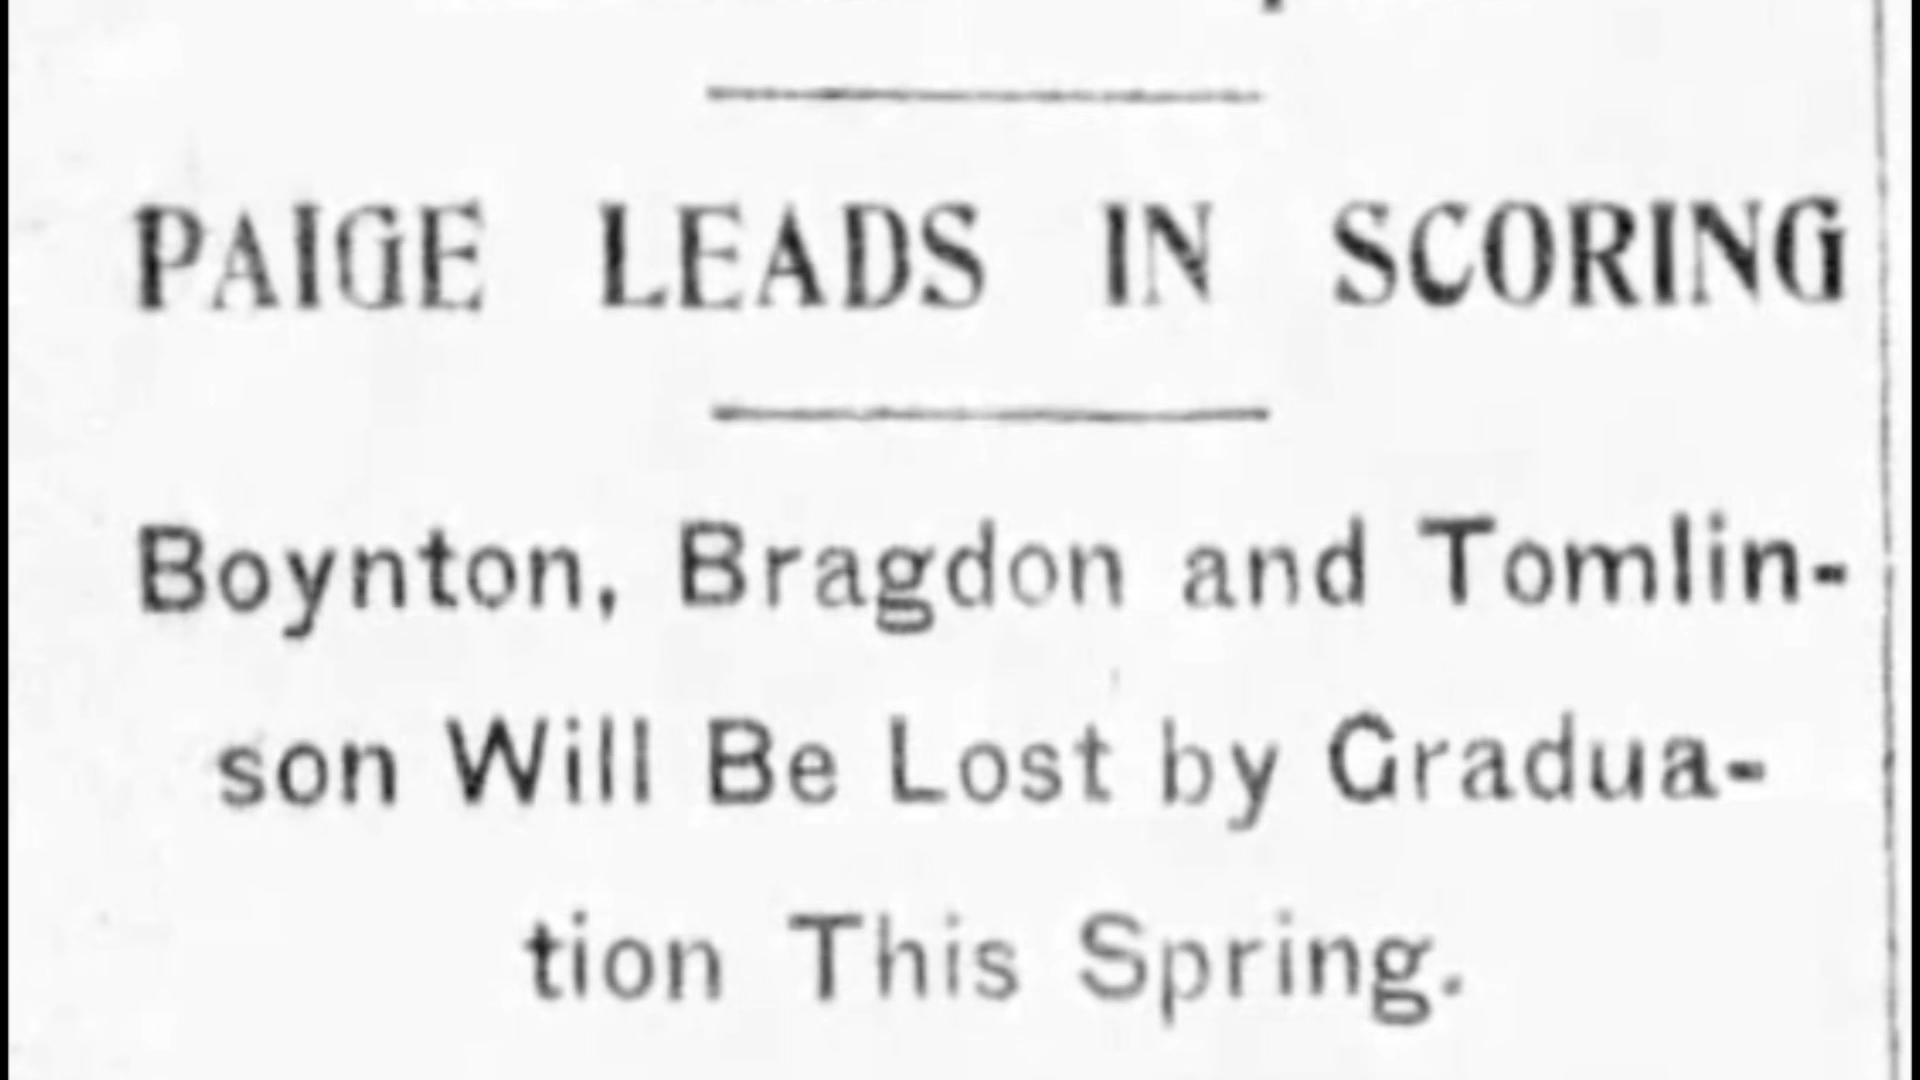 PAIGE LEADS IN SCORING
Boynton, Bragdon and Tomlin-
son Will Be Lost by Gradua-
tion This Spring.